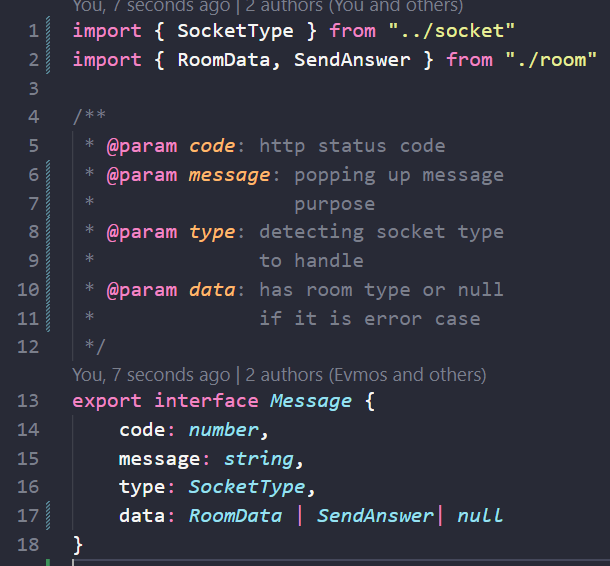 You, 7 seconds ago | 2 authors (You and others)
1 import { SocketType } from "../socket"
2 import { RoomData, SendAnswer } from "./room"
3
4 /**
5 * @param code: http status code
6 * @param message: popping up message
7 * purpose
8 * @param type: detecting socket type
9 * to handle
10 * @param data: has room type or null
11 * if it is error case
12 */
You, 7 seconds ago | 2 authors (Evmos and others)
13 export interface Message {
14 code: number,
15 message: string,
16 type: SocketType,
17 data: RoomData | SendAnswer| null
18 }